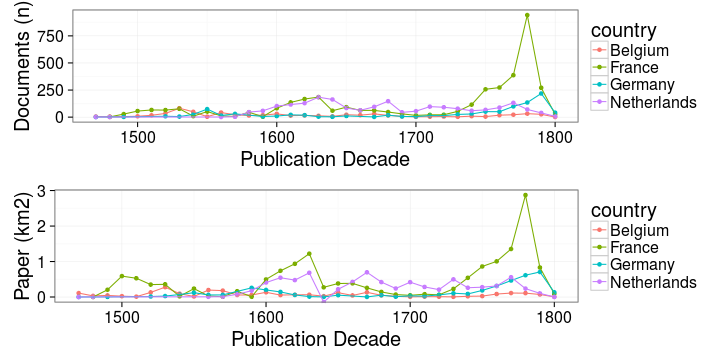 Documents (n)
750
500
250
0
1500
1600
1700
1800
Publication Decade
country
Belgium
France
Germany
Netherlands
Paper (km2)
3
2
1
0
1500
1600
1700
1800
Publication Decade
country
Belgium
France
Germany
Netherlands